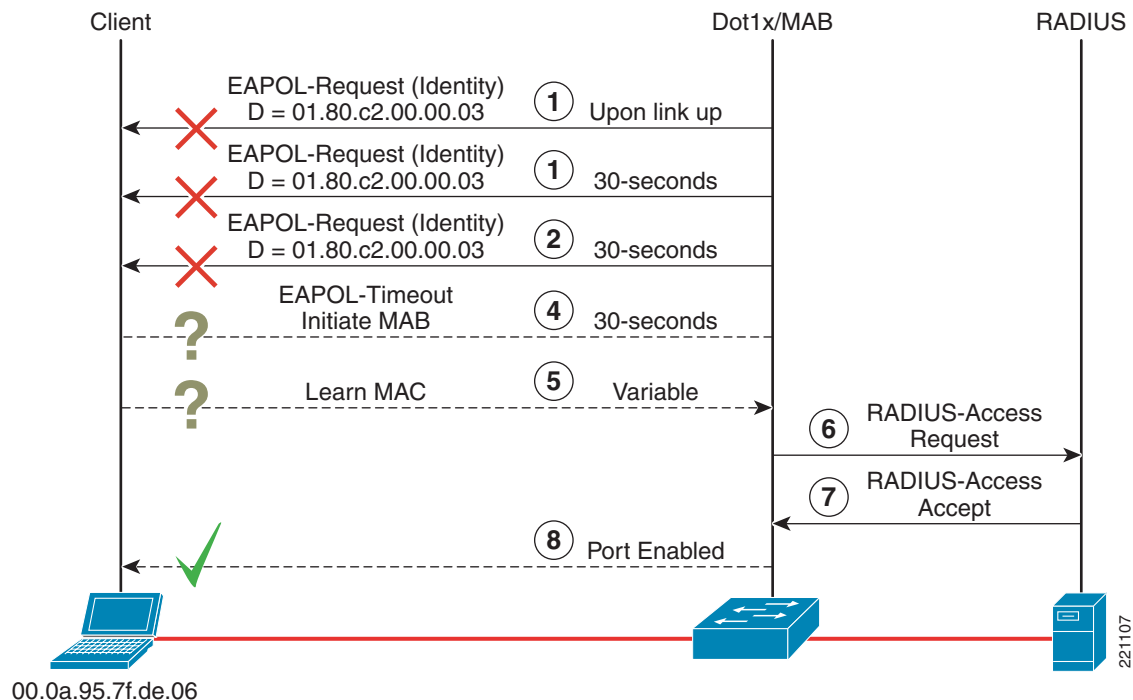 Client
Dot1x/MAB
RADIUS
EAPOL-Request (Identity)
D = 01.80.c2.00.00.03
1
Upon link up
EAPOL-Request (Identity)
D = 01.80.c2.00.00.03
1
30-seconds
EAPOL-Request (Identity)
D = 01.80.c2.00.00.03
2
30-seconds
EAPOL-Timeout
Initiate MAB
4
30-seconds
?
Learn MAC
5
Variable
?
6
RADIUS-Access
Request
7
RADIUS-Access
Accept
8
Port Enabled
00.0a.95.7f.de.06
221107